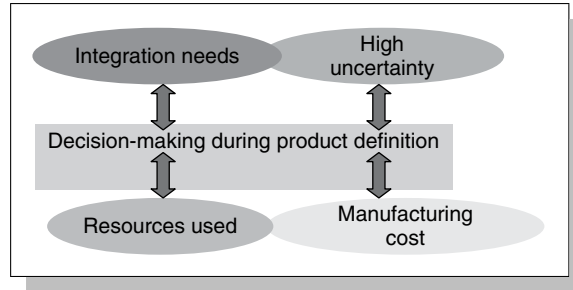 Integration needs
High
uncertainty
Decision-making during product definition
Resources used
Manufacturing
cost